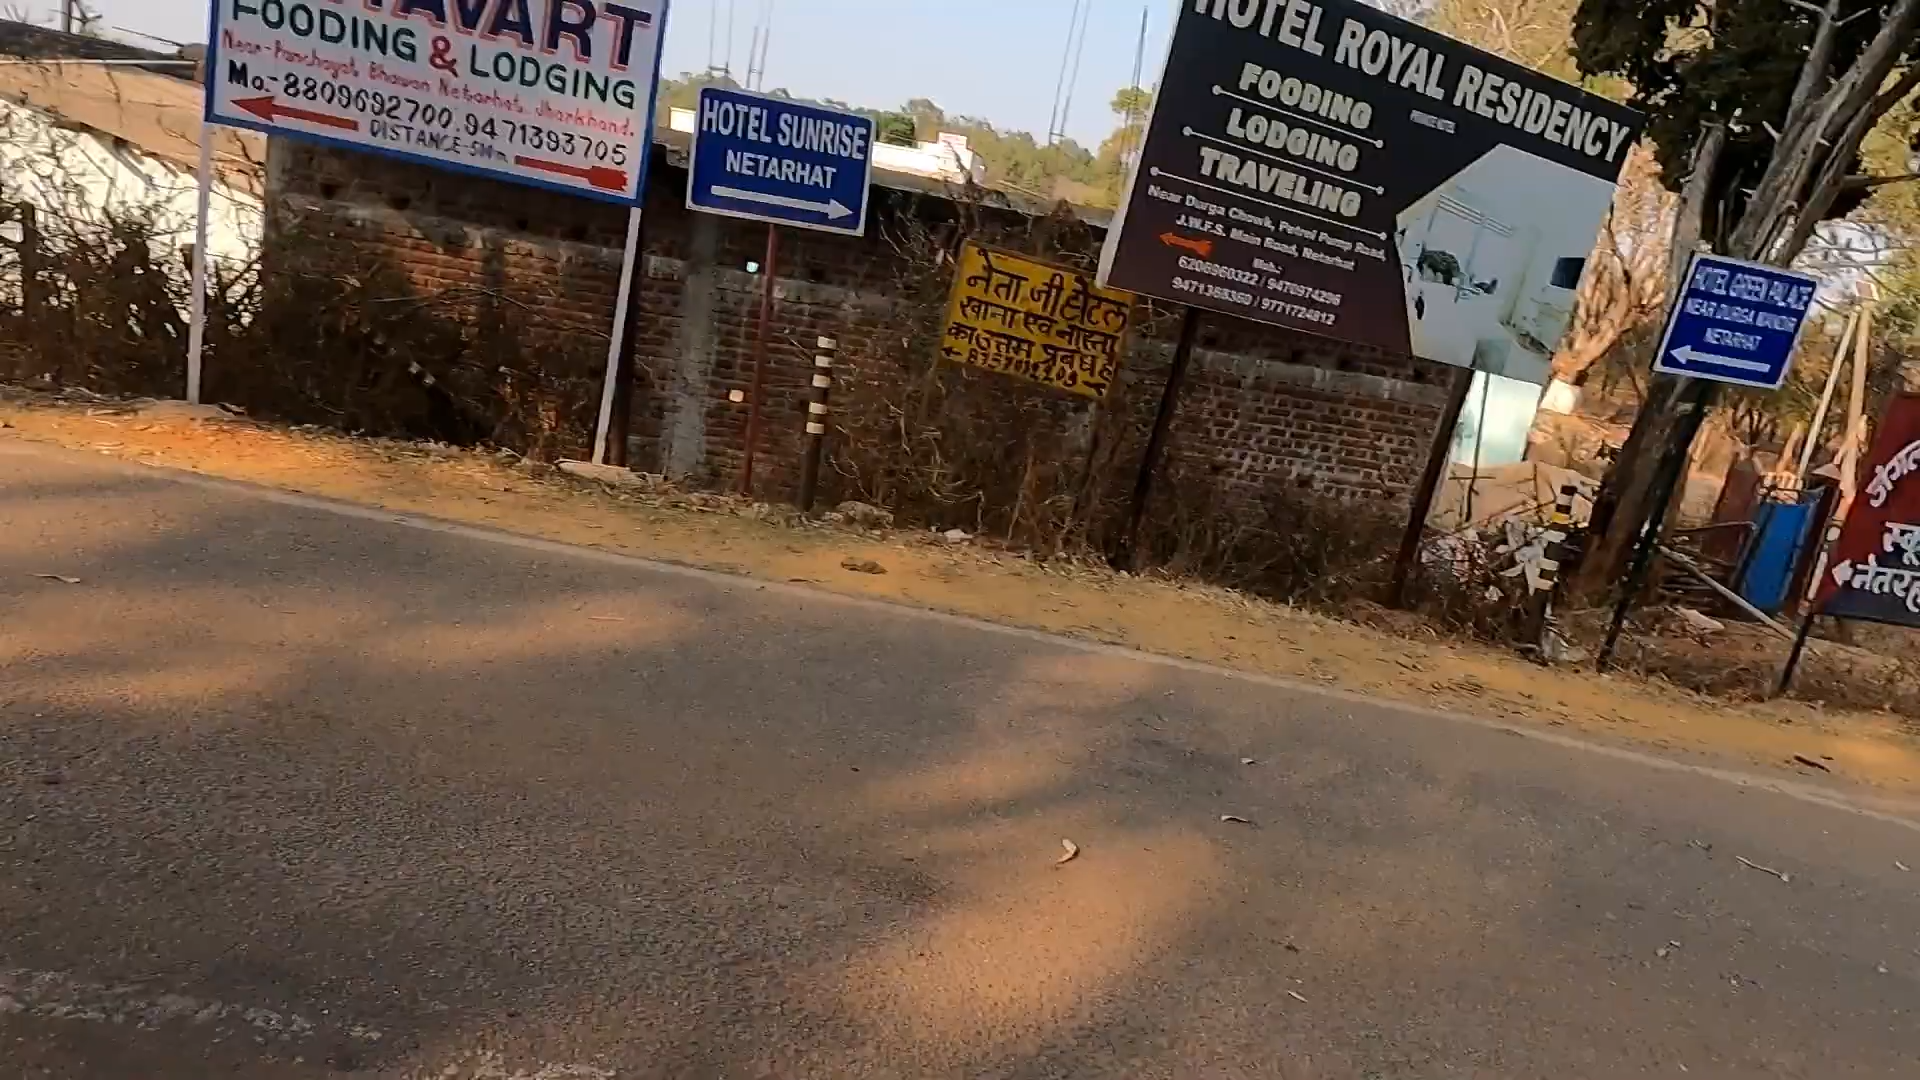 FOODING & LODGING
Near-Panchayat Bhawan Netarhat, Jharkhand.
Mo.-8809692700.9471393705
HOTEL SUNRISE
NETARHAT
नेता जी होटल
खाना एवं नास्ता
का उत्तम प्रबंध है
HOTEL ROYAL RESIDENCY
FOODING
LODGING
TRAVELING
Near Durga Chowk, Petrol Pump Road,
J.W.F.S. Main Road, Netarhat
Mob.:
6206960322 / 9470974296
9471368360 / 9771724812
HOTEL GREEN PALACE
NEAR DURGA MANDIR
NETARHAT